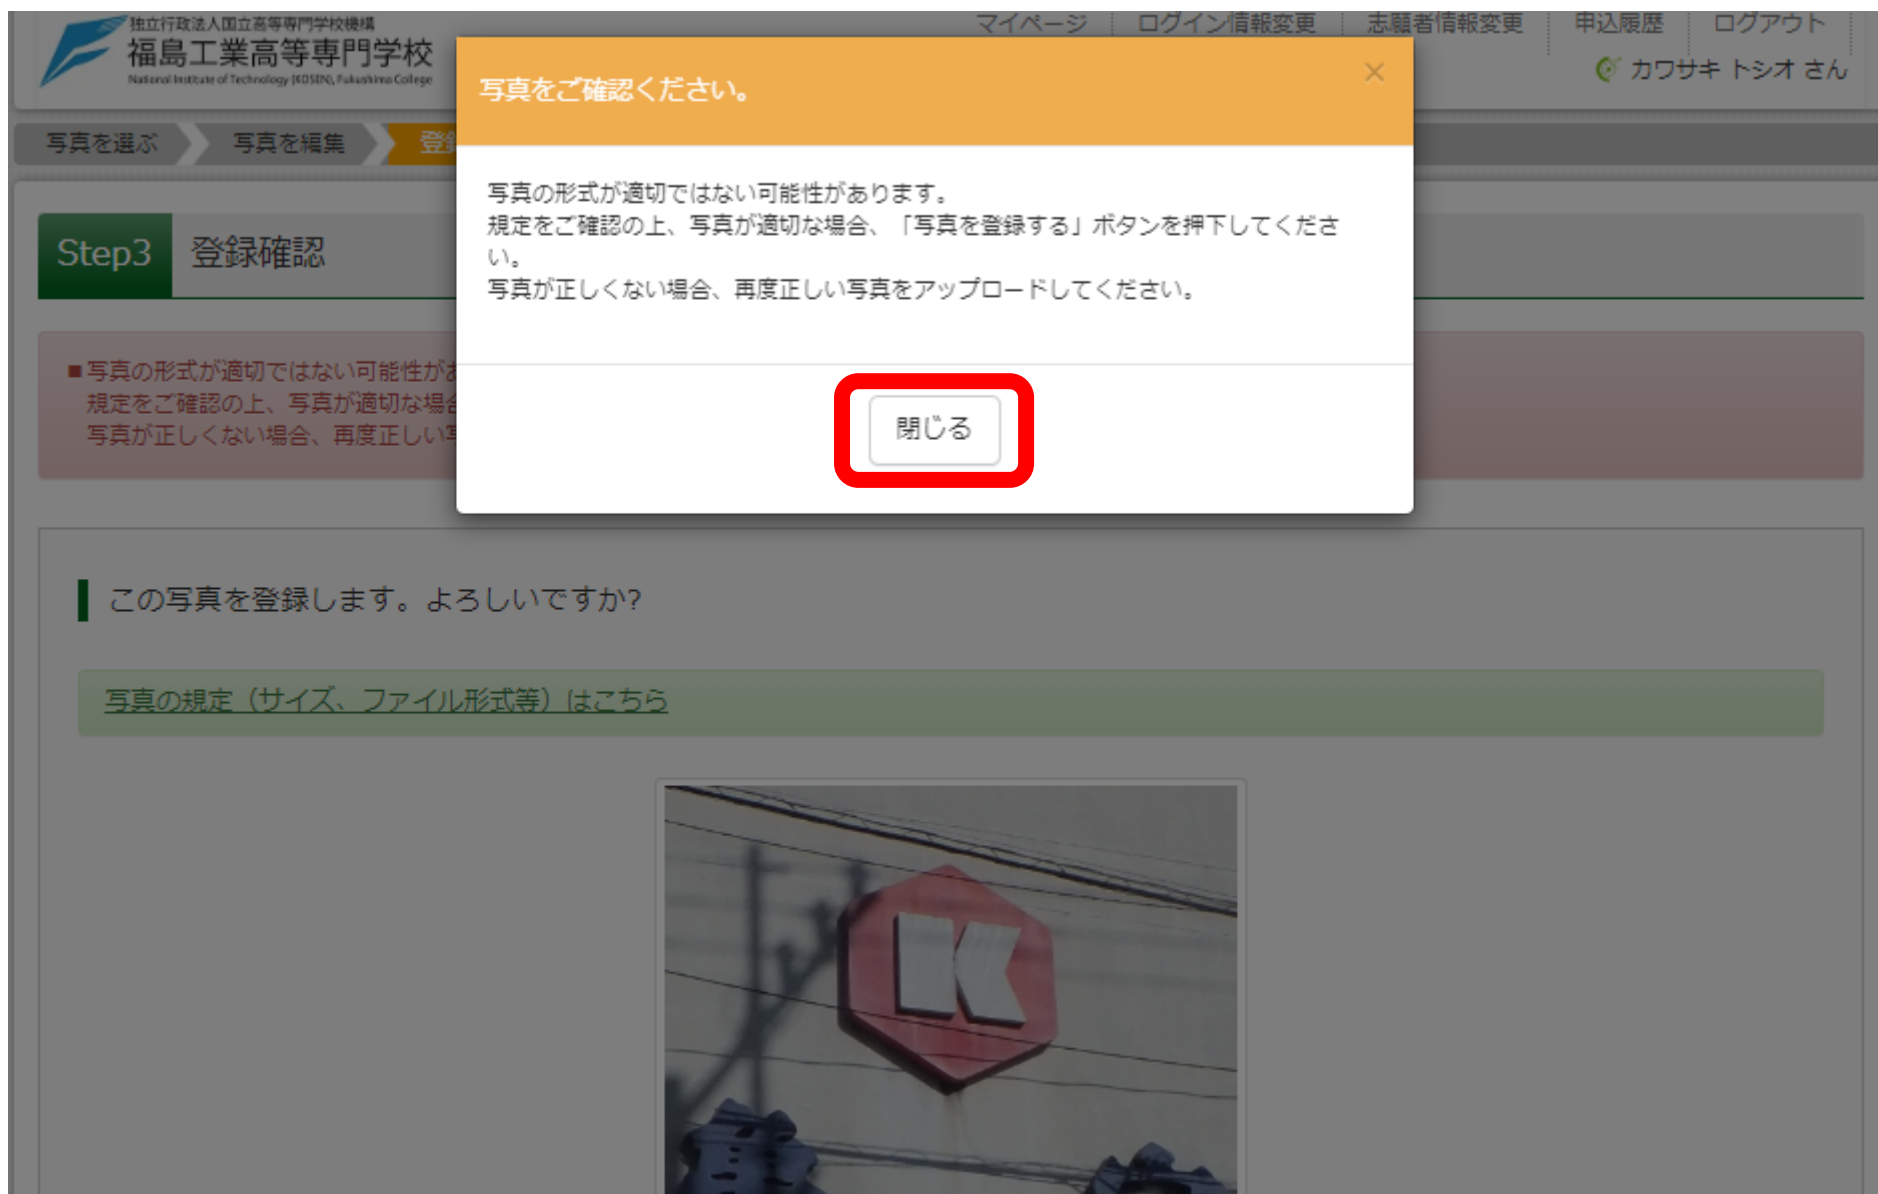 独立行政法人国立高等専門学校機構
福島工業高等専門学校
National Institute of Technology (KOSEN), Fukushima College
マイページ ログイン情報変更 志願者情報変更 申込履歴 ログアウト
カワサキ トシオ さん
写真を選ぶ 写真を編集 登録
写真をご確認ください。
×
写真の形式が適切ではない可能性があります。
規定をご確認の上、写真が適切な場合、「写真を登録する」ボタンを押下してくださ
い。
写真が正しくない場合、再度正しい写真をアップロードしてください。
閉じる
Step3 登録確認
■写真の形式が適切ではない可能性があ
規定をご確認の上、写真が適切な場合
写真が正しくない場合、再度正しい写
この写真を登録します。よろしいですか?
写真の規定（サイズ、ファイル形式等）はこちら
K